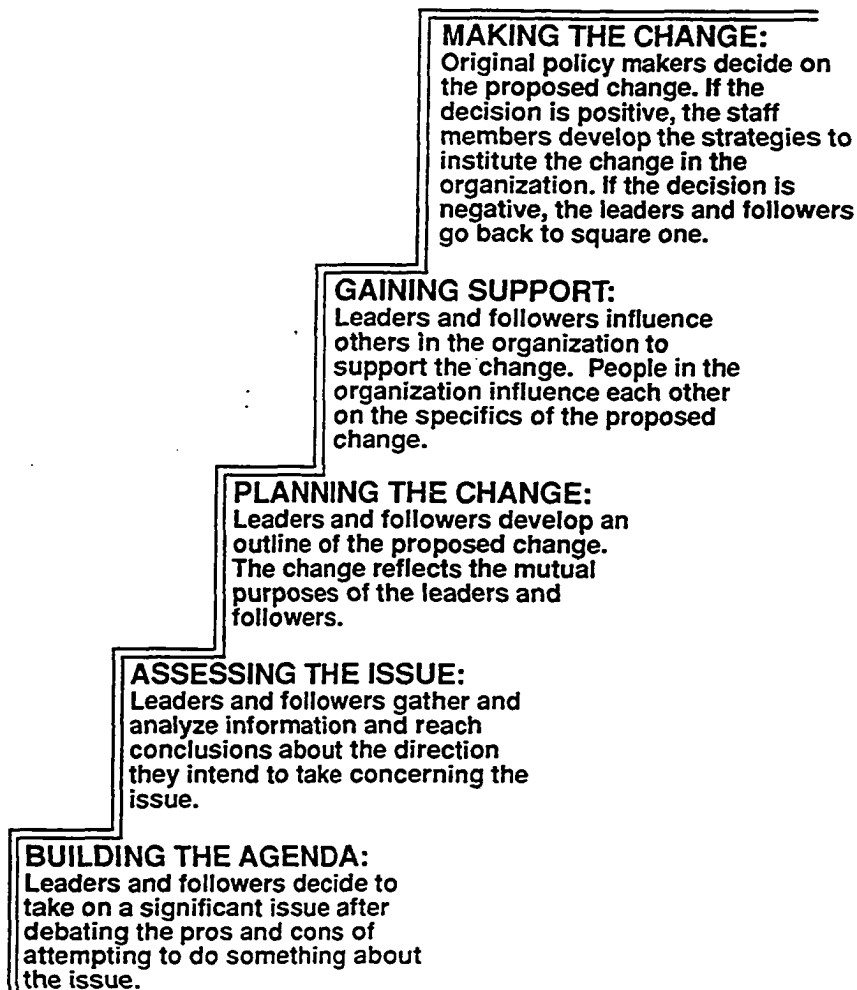 MAKING THE CHANGE:
Original policy makers decide on
the proposed change. If the
decision is positive, the staff
members develop the strategies to
institute the change in the
organization. If the decision is
negative, the leaders and followers
go back to square one.
GAINING SUPPORT:
Leaders and followers influence
others in the organization to
support the change. People in the
organization influence each other
on the specifics of the proposed
change.
PLANNING THE CHANGE:
Leaders and followers develop an
outline of the proposed change.
The change reflects the mutual
purposes of the leaders and
followers.
ASSESSING THE ISSUE:
Leaders and followers gather and
analyze information and reach
conclusions about the direction
they intend to take concerning the
issue.
BUILDING THE AGENDA:
Leaders and followers decide to
take on a significant issue after
debating the pros and cons of
attempting to do something about
the issue.